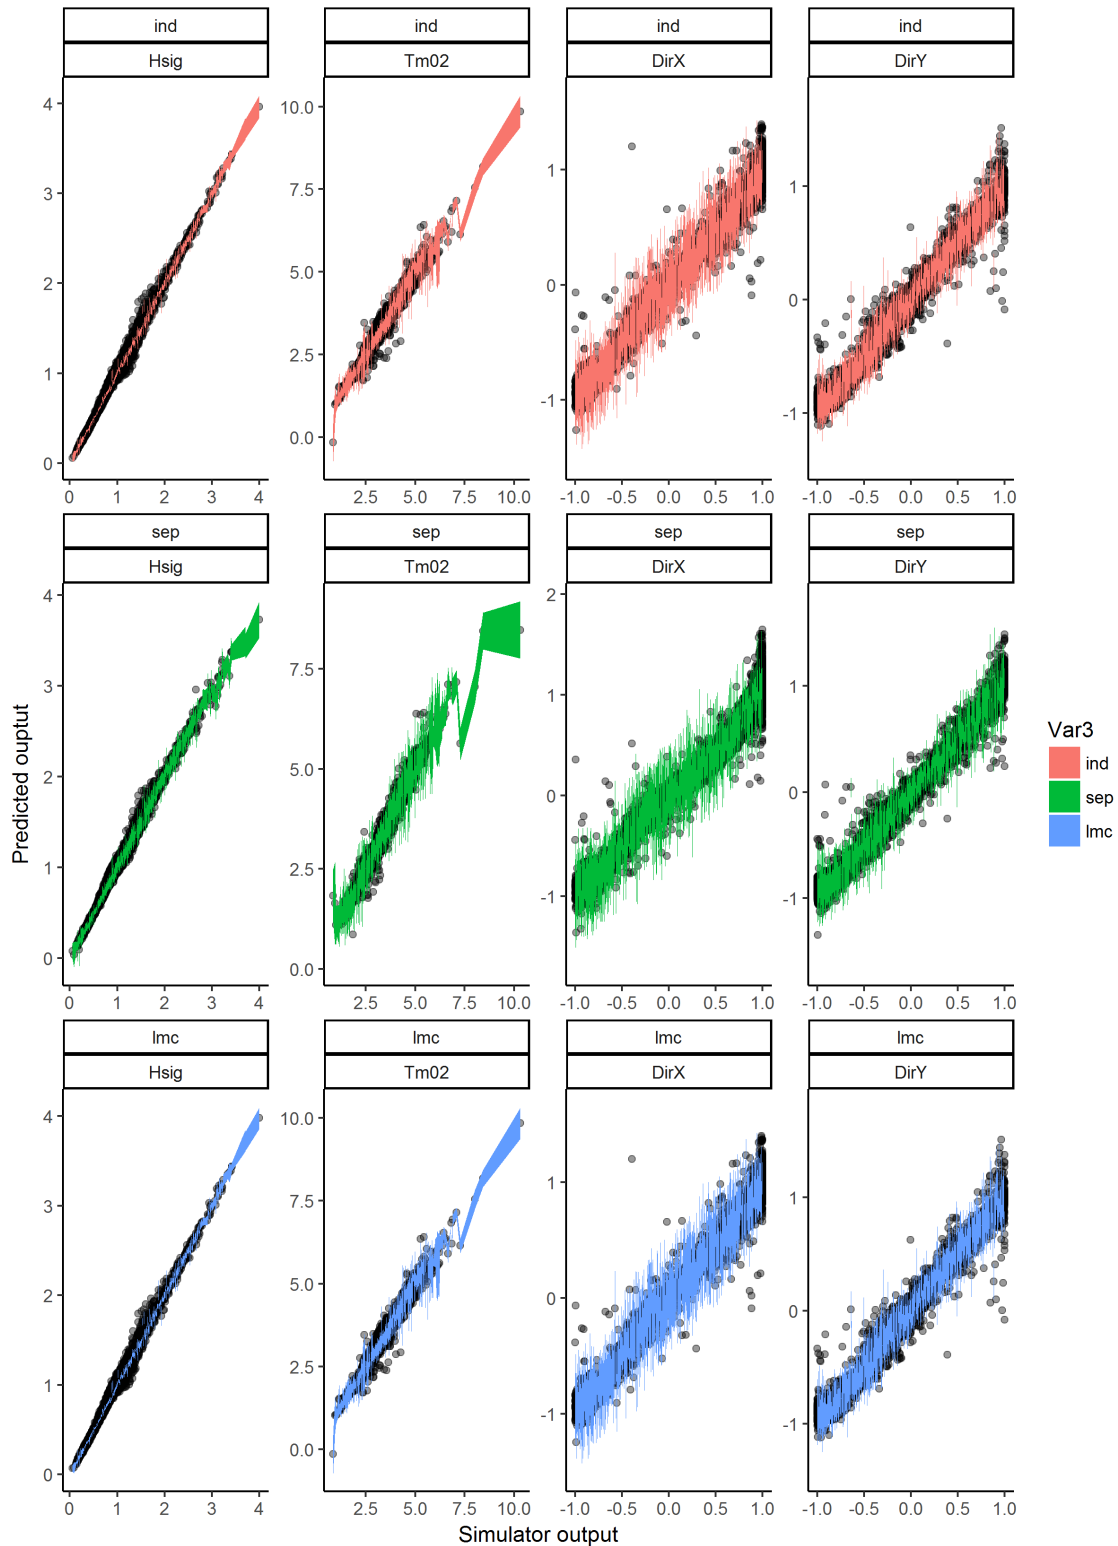 ind ind ind ind
Hsig Tm02 DirX DirY
4 10.0
3 7.5 1 1
2 5.0 0 0
1 2.5
0 0.0 -1 -1
0 1 2 3 4 2.5 5.0 7.5 10.0 -1.0 -0.5 0.0 0.5 1.0 -1.0 -0.5 0.0 0.5 1.0
sep sep sep sep
Hsig Tm02 DirX DirY
4 2
3 7.5 1 1
2 5.0 0 0
1 2.5 -1 -1
0 0.0
0 1 2 3 4 2.5 5.0 7.5 10.0 -1.0 -0.5 0.0 0.5 1.0 -1.0 -0.5 0.0 0.5 1.0
Predicted ouptut
Var3
ind
sep
lmc
lmc lmc lmc lmc
Hsig Tm02 DirX DirY
4 10.0
3 7.5 1 1
2 5.0 0 0
1 2.5
0 0.0 -1 -1
0 1 2 3 4 2.5 5.0 7.5 10.0 -1.0 -0.5 0.0 0.5 1.0 -1.0 -0.5 0.0 0.5 1.0
Simulator output